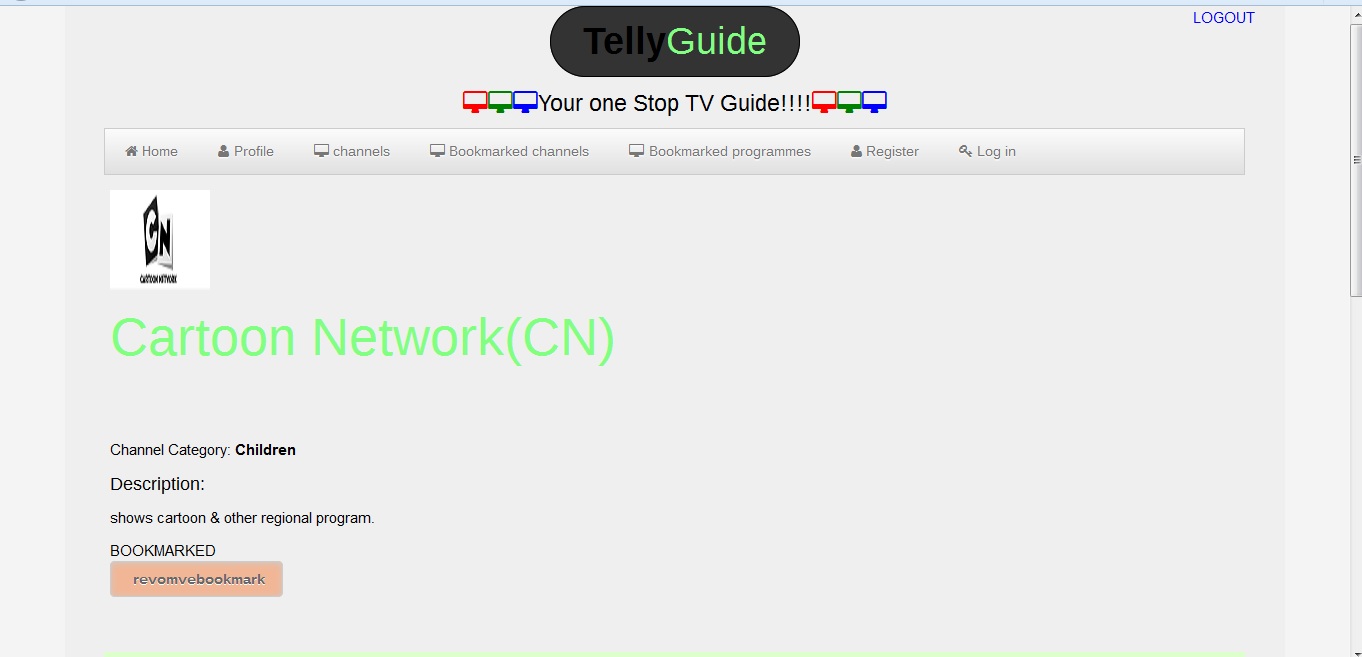 LOGOUT
TellyGuide
Your one Stop TV Guide!!!!
Home Profile channels Bookmarked channels Bookmarked programmes Register Log in
CN
CARTOON NETWORK
Cartoon Network(CN)
Channel Category: Children
Description:
shows cartoon & other regional program.
BOOKMARKED
revomvebookmark